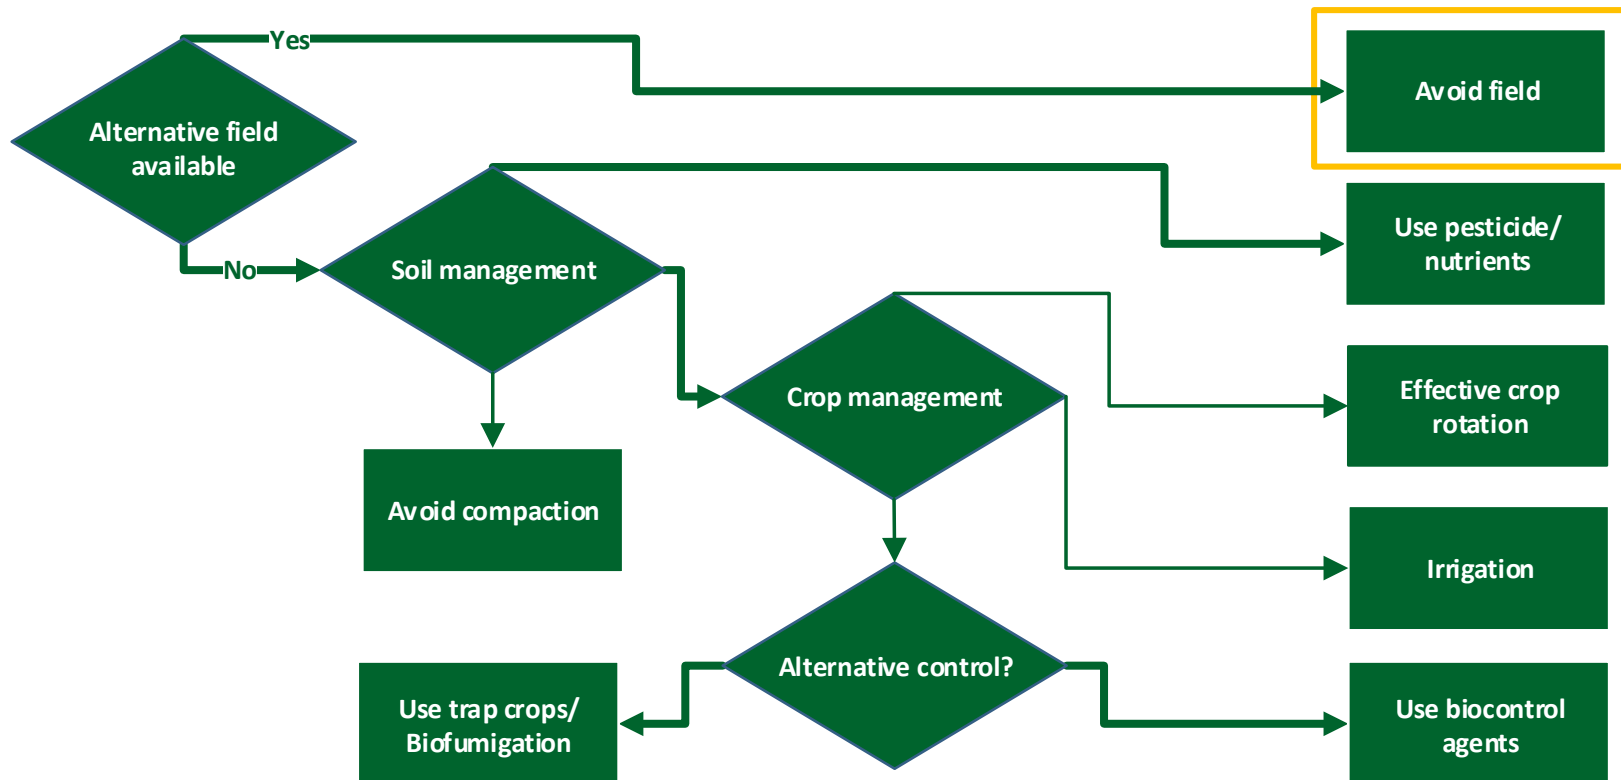 Yes
Avoid field
Alternative field
available
Use pesticide/
nutrients
No
Soil management
Effective crop
rotation
Crop management
Avoid compaction
Irrigation
Alternative control?
Use trap crops/
Biofumigation
Use biocontrol
agents